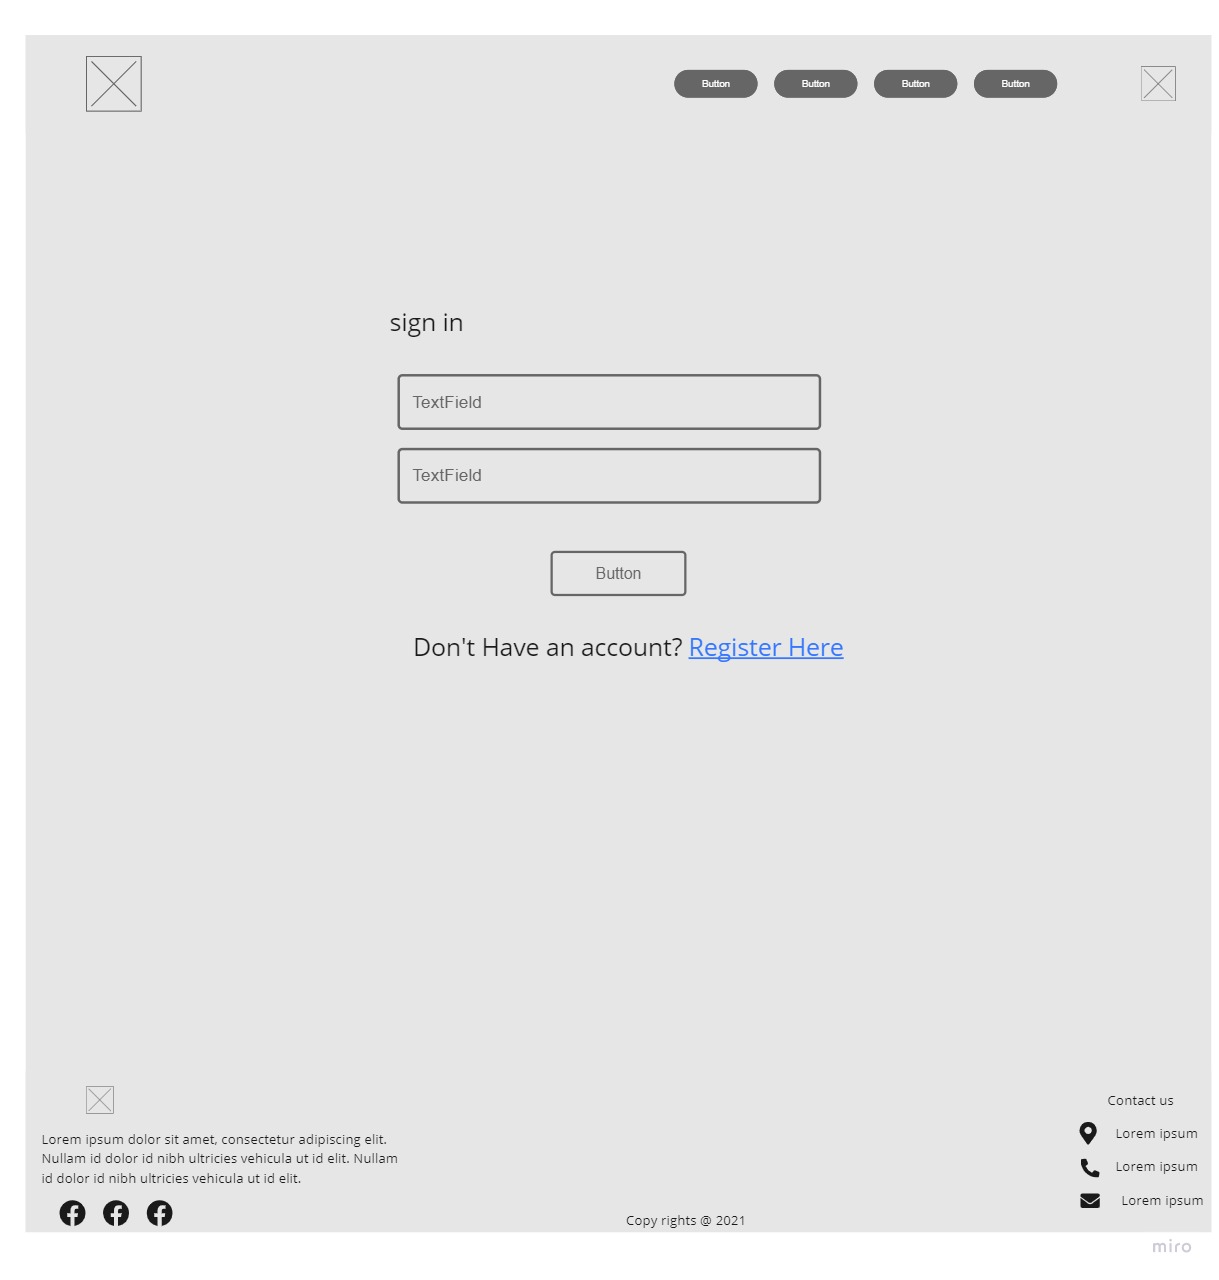 Button Button Button Button
sign in
TextField
TextField
Button
Don't Have an account? Register Here
Lorem ipsum dolor sit amet, consectetur adipiscing elit.
Nullam id dolor id nibh ultricies vehicula ut id elit. Nullam
id dolor id nibh ultricies vehicula ut id elit.
Contact us
Lorem ipsum
Lorem ipsum
Lorem ipsum
Copy rights @ 2021
miro